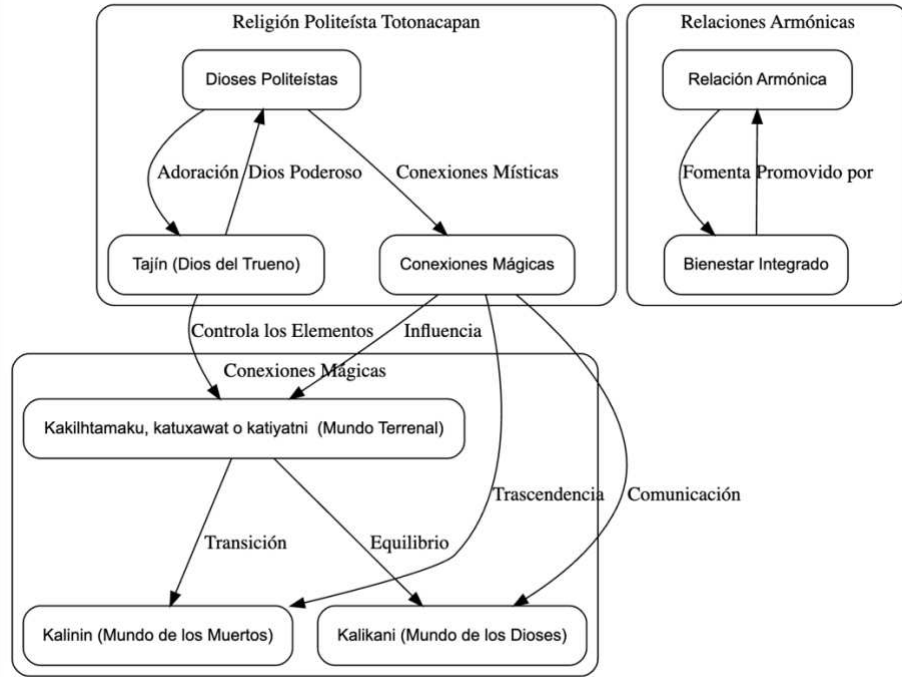 Religión Politeísta Totonacapan
Relaciones Armónicas
Dioses Politeístas
Relación Armónica
Adoración
Dios Poderoso
Conexiones Místicas
Fomenta
Promovido por
Tajín (Dios del Trueno)
Conexiones Mágicas
Bienestar Integrado
Controla los Elementos
Influencia
Conexiones Mágicas
Kakilhtamaku, katuxawat o katiyatni (Mundo Terrenal)
Trascendencia
Comunicación
Transición
Equilibrio
Kalinin (Mundo de los Muertos)
Kalikani (Mundo de los Dioses)